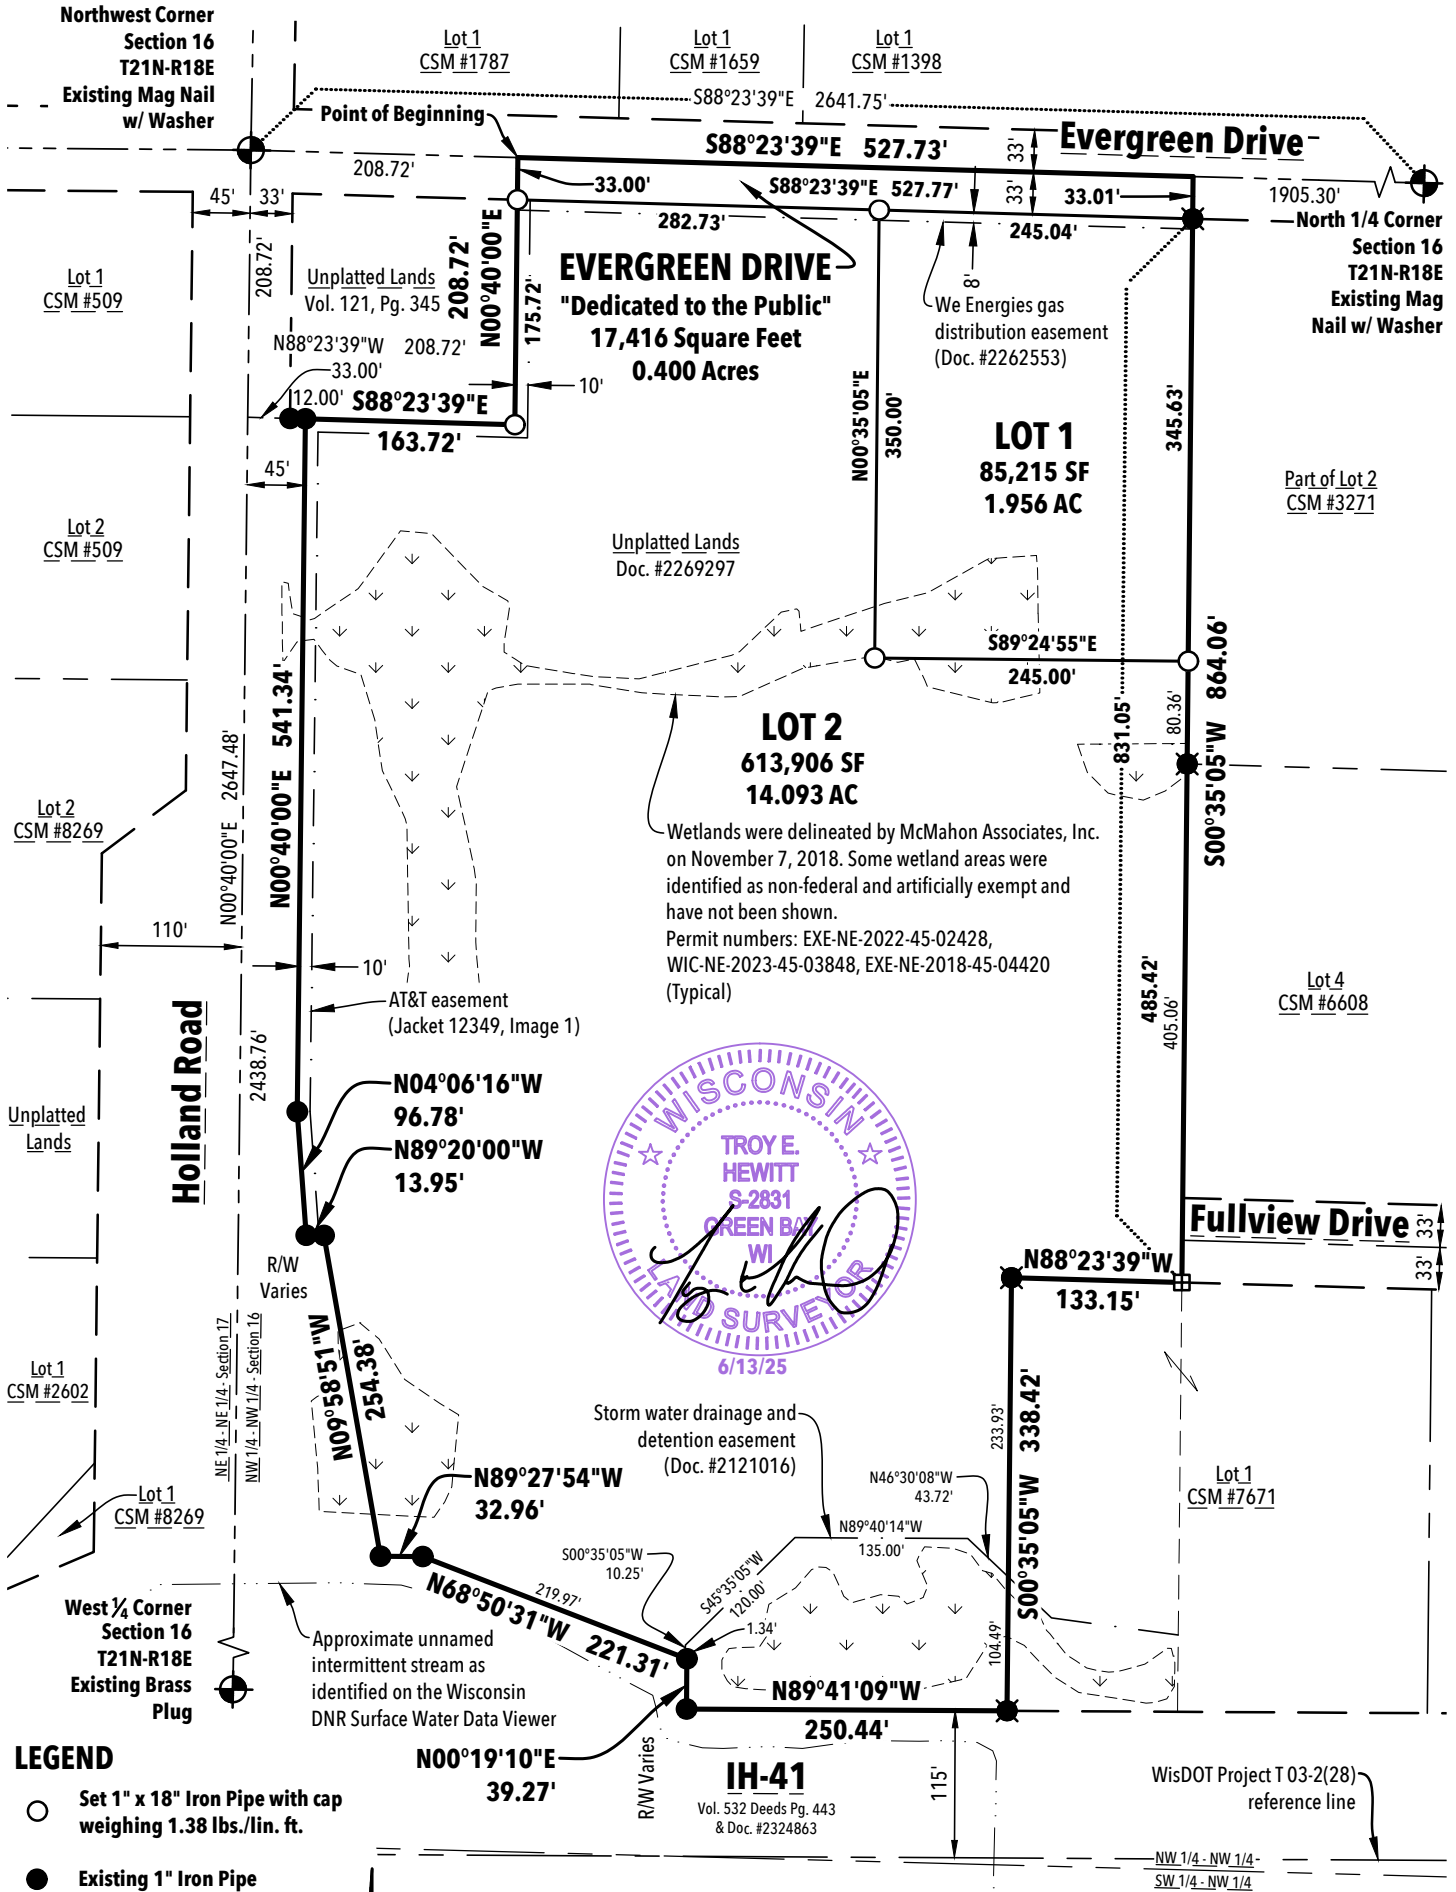 Northwest Corner
Section 16
T21N-R18E
Existing Mag Nail
w/ Washer
Lot 1
CSM #1787
Lot 1
CSM #1659
Lot 1
CSM #1398
S88°23'39"E 2641.75'
Point of Beginning
S88°23'39"E 527.73'
33'
Evergreen Drive
208.72'
33.00'
S88°23'39"E 527.77'
33'
33.01'
1905.30'
45'
33'
282.73'
245.04'
North 1/4 Corner
Section 16
T21N-R18E
Existing Mag
Nail w/ Washer
208.72'
Lot 1
CSM #509
Unplatted Lands
Vol. 121, Pg. 345
N00°40'00"E
208.72'
175.72'
EVERGREEN DRIVE
"Dedicated to the Public"
17,416 Square Feet
0.400 Acres
8'
We Energies gas
distribution easement
(Doc. #2262553)
N88°23'39"W 208.72'
33.00'
12.00'
10'
S88°23'39"E
163.72'
N00°35'05"E
350.00'
345.63'
LOT 1
85,215 SF
1.956 AC
45'
Part of Lot 2
CSM #3271
Lot 2
CSM #509
Unplatted Lands
Doc. #2269297
S89°24'55"E
245.00'
S00°35'05"W 864.06'
N00°40'00"E 541.34'
N00°40'00"E 2647.48'
80.36'
831.05'
LOT 2
613,906 SF
14.093 AC
Lot 2
CSM #8269
Wetlands were delineated by McMahon Associates, Inc.
on November 7, 2018. Some wetland areas were
identified as non-federal and artificially exempt and
have not been shown.
Permit numbers: EXE-NE-2022-45-02428,
WIC-NE-2023-45-03848, EXE-NE-2018-45-04420
(Typical)
110'
10'
485.42'
405.06'
Lot 4
CSM #6608
AT&T easement
(Jacket 12349, Image 1)
Holland Road
2438.76'
N04°06'16"W
96.78'
N89°20'00"W
13.95'
Unplatted
Lands
WISCONSIN
TROY E.
HEWITT
S-2831
GREEN BAY
WI
LAND SURVEYOR
6/13/25
Fullview Drive
33'
33'
R/W
Varies
N88°23'39"W
133.15'
NE 1/4 - NE 1/4 - Section 17
NW 1/4 - NW 1/4 - Section 16
N09°58'51"W
254.38'
Lot 1
CSM #2602
Storm water drainage and
detention easement
(Doc. #2121016)
233.93'
S00°35'05"W 338.42'
N46°30'08"W
43.72'
Lot 1
CSM #7671
N89°27'54"W
32.96'
Lot 1
CSM #8269
N89°40'14"W
135.00'
S00°35'05"W
10.25'
S45°35'05"W
120.00'
219.97'
N68°50'31"W 221.31'
1.34'
104.49'
West 1/4 Corner
Section 16
T21N-R18E
Existing Brass
Plug
Approximate unnamed
intermittent stream as
identified on the Wisconsin
DNR Surface Water Data Viewer
N89°41'09"W
250.44'
N00°19'10"E
39.27'
R/W Varies
IH-41
Vol. 532 Deeds Pg. 443
& Doc. #2324863
115'
WisDOT Project T 03-2(28)
reference line
LEGEND
Set 1" x 18" Iron Pipe with cap
weighing 1.38 lbs./lin. ft.
Existing 1" Iron Pipe
NW 1/4 - NW 1/4
SW 1/4 - NW 1/4